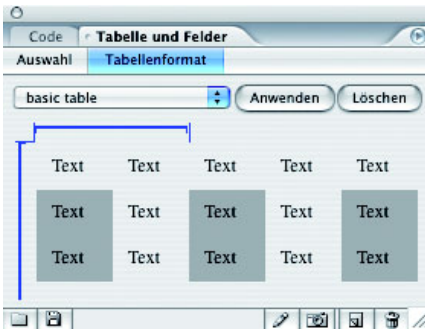 Code Tabelle und Felder
Auswahl Tabellenformat
basic table Anwenden Löschen
Text Text Text Text Text
Text Text Text Text Text
Text Text Text Text Text